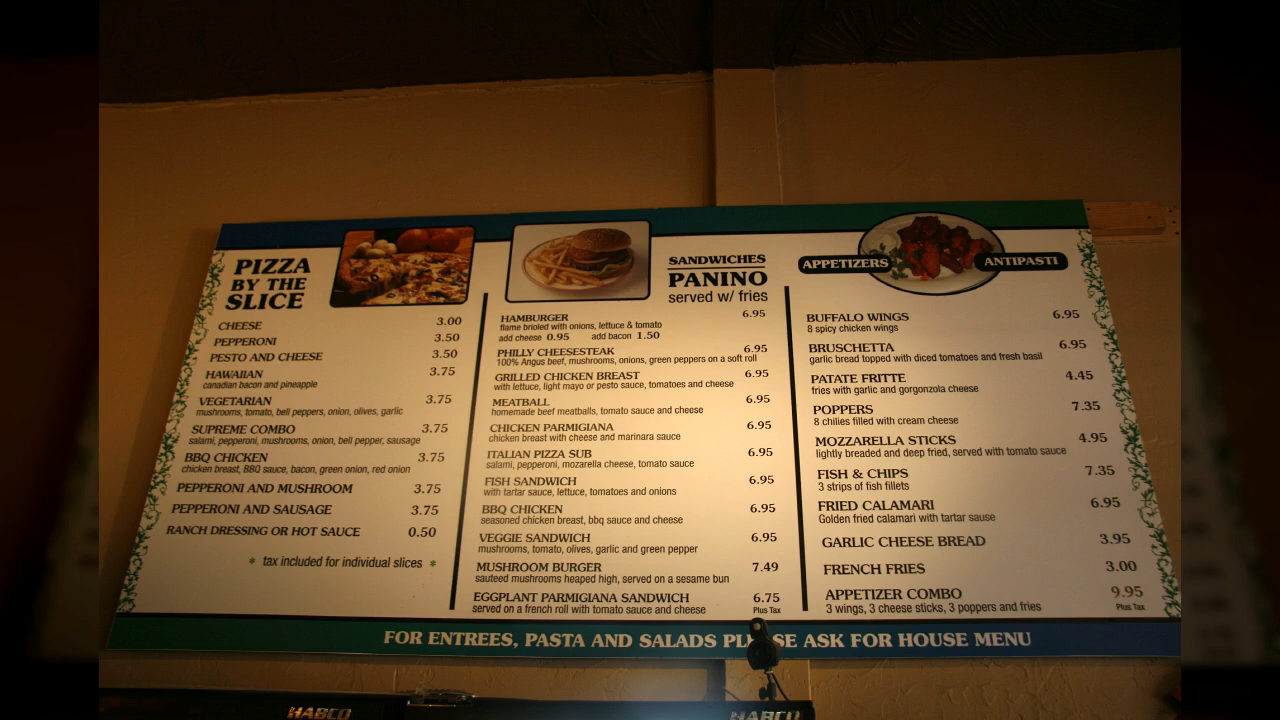 PIZZA
BY THE
SLICE
CHEESE 3.00
PEPPERONI 3.50
PESTO AND CHEESE 3.50
HAWAIIAN 3.75
canadian bacon and pineapple
VEGETARIAN 3.75
mushrooms, tomato, bell peppers, onion, olives, garlic
SUPREME COMBO 3.75
salami, pepperoni, mushrooms, onion, bell pepper, sausage
BBQ CHICKEN 3.75
chicken breast, BBQ sauce, bacon, green onion, red onion
PEPPERONI AND MUSHROOM 3.75
PEPPERONI AND SAUSAGE 3.75
RANCH DRESSING OR HOT SAUCE 0.50
* tax included for individual slices *
SANDWICHES
PANINO
served w/ fries
HAMBURGER 6.95
flame brioled with onions, lettuce & tomato
add cheese 0.95 add bacon 1.50
PHILLY CHEESESTEAK 6.95
100% Angus beef, mushrooms, onions, green peppers on a soft roll
GRILLED CHICKEN BREAST 6.95
with lettuce, light mayo or pesto sauce, tomatoes and cheese
MEATBALL 6.95
homemade beef meatballs, tomato sauce and cheese
CHICKEN PARMIGIANA 6.95
chicken breast with cheese and marinara sauce
ITALIAN PIZZA SUB 6.95
salami, pepperoni, mozarella cheese, tomato sauce
FISH SANDWICH 6.95
with tartar sauce, lettuce, tomatoes and onions
BBQ CHICKEN 6.95
seasoned chicken breast, bbq sauce and cheese
VEGGIE SANDWICH 6.95
mushrooms, tomato, olives, garlic and green pepper
MUSHROOM BURGER 7.49
sauteed mushrooms heaped high, served on a sesame bun
EGGPLANT PARMIGIANA SANDWICH 6.75
served on a french roll with tomato sauce and cheese Plus Tax
APPETIZERS ANTIPASTI
BUFFALO WINGS 6.95
8 spicy chicken wings
BRUSCHETTA 6.95
garlic bread topped with diced tomatoes and fresh basil
PATATE FRITTE 4.45
fries with garlic and gorgonzola cheese
POPPERS 7.35
8 chilies filled with cream cheese
MOZZARELLA STICKS 4.95
lightly breaded and deep fried, served with tomato sauce
FISH & CHIPS 7.35
3 strips of fish fillets
FRIED CALAMARI 6.95
Golden fried calamari with tartar sauce
GARLIC CHEESE BREAD 3.95
FRENCH FRIES 3.00
APPETIZER COMBO 9.95
3 wings, 3 cheese sticks, 3 poppers and fries Plus Tax
FOR ENTREES, PASTA AND SALADS PL SE ASK FOR HOUSE MENU
HABCO HABCO